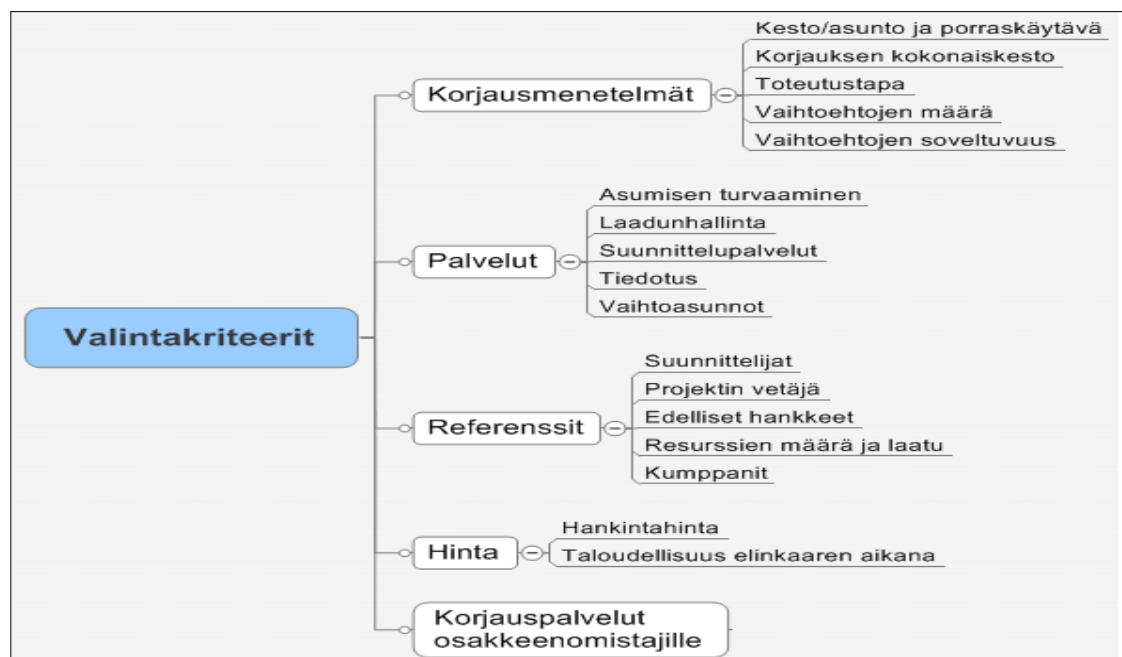 Valintakriteerit
Korjausmenetelmät
Kesto/asunto ja porraskäytävä
Korjauksen kokonaiskesto
Toteutustapa
Vaihtoehtojen määrä
Vaihtoehtojen soveltuvuus
Palvelut
Asumisen turvaaminen
Laadunhallinta
Suunnittelupalvelut
Tiedotus
Vaihtoasunnot
Referenssit
Suunnittelijat
Projektin vetäjä
Edelliset hankkeet
Resurssien määrä ja laatu
Kumppanit
Hinta
Hankintahinta
Taloudellisuus elinkaaren aikana
Korjauspalvelut
osakkeenomistajille